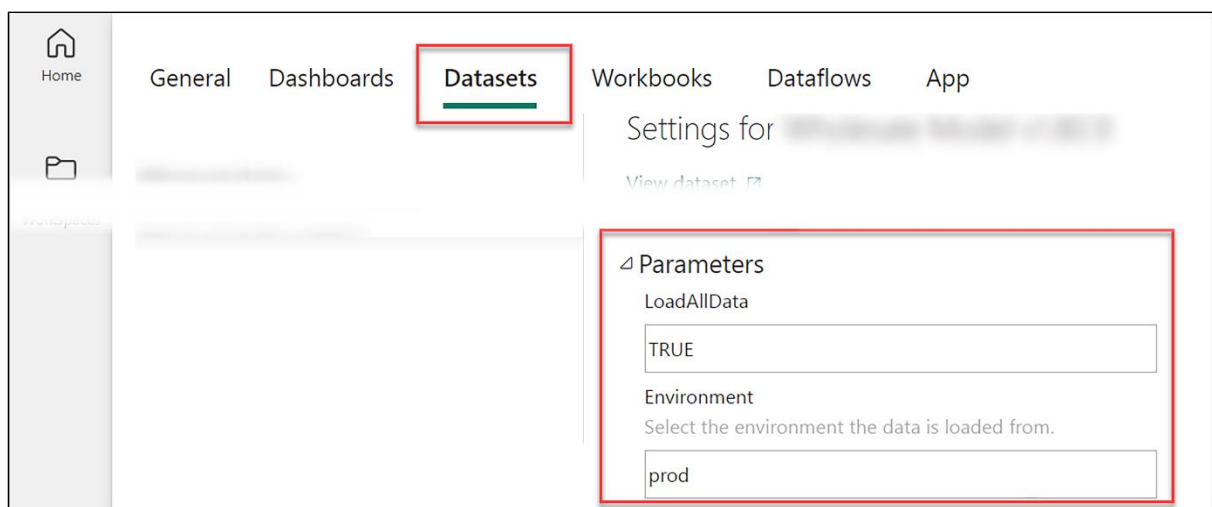 Home
General Dashboards Datasets Workbooks Dataflows App
Settings for
View dataset
Parameters
LoadAllData
TRUE
Environment
Select the environment the data is loaded from.
prod